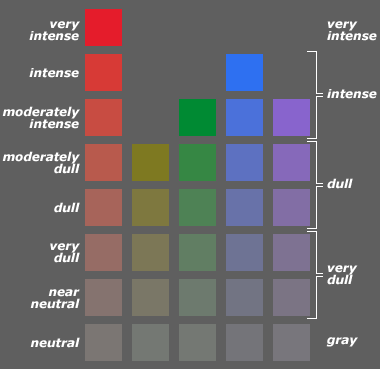 very
intense
very
intense
intense
intense
moderately
intense
moderately
dull
dull
dull
very
dull
very
dull
near
neutral
neutral
gray